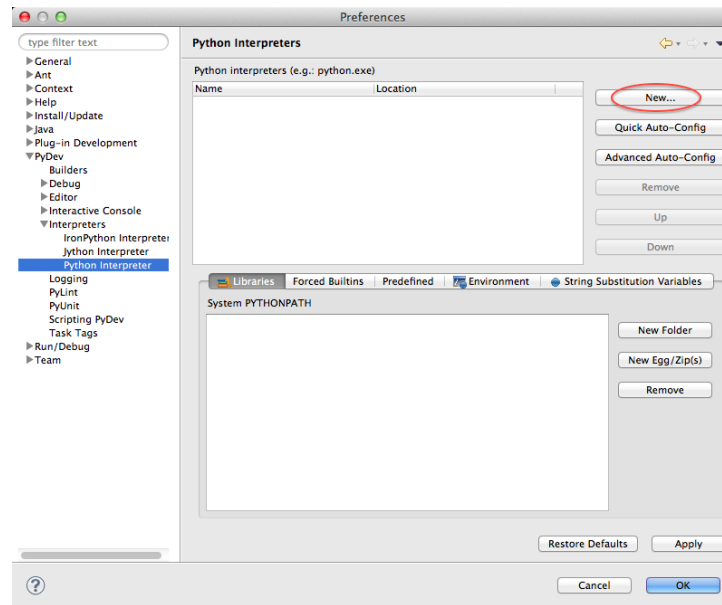 Preferences
type filter text
Python Interpreters
General
Ant
Context
Help
Install/Update
Java
Plug-in Development
PyDev
Builders
Debug
Editor
Interactive Console
Interpreters
IronPython Interpreter
Jython Interpreter
Python Interpreter
Logging
PyLint
PyUnit
Scripting PyDev
Task Tags
Run/Debug
Team
Python interpreters (e.g.: python.exe)
Name Location
New...
Quick Auto-Config
Advanced Auto-Config
Remove
Up
Down
Libraries Forced Builtins Predefined Environment String Substitution Variables
System PYTHONPATH
New Folder
New Egg/Zip(s)
Remove
Restore Defaults Apply
? Cancel OK